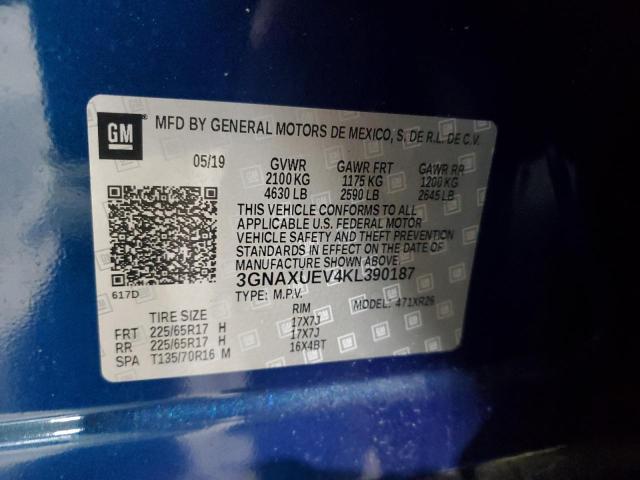 GM
MFD BY GENERAL MOTORS DE MEXICO, S. DE R.L. DE C.V.
05/19 GVWR GAWR FRT GAWR RR
2100 KG 1175 KG 1200 KG
4630 LB 2590 LB 2645 LB
THIS VEHICLE CONFORMS TO ALL
APPLICABLE U.S. FEDERAL MOTOR
VEHICLE SAFETY AND THEFT PREVENTION
STANDARDS IN EFFECT ON THE DATE OF
MANUFACTURE SHOWN ABOVE.
3GNAXUEV4KL390187
617D
TYPE: M.P.V. MODEL: 471XR26
TIRE SIZE RIM
FRT 225/65R17 H 17X7J
RR 225/65R17 H 17X7J
SPA T135/70R16 M 16X4BT